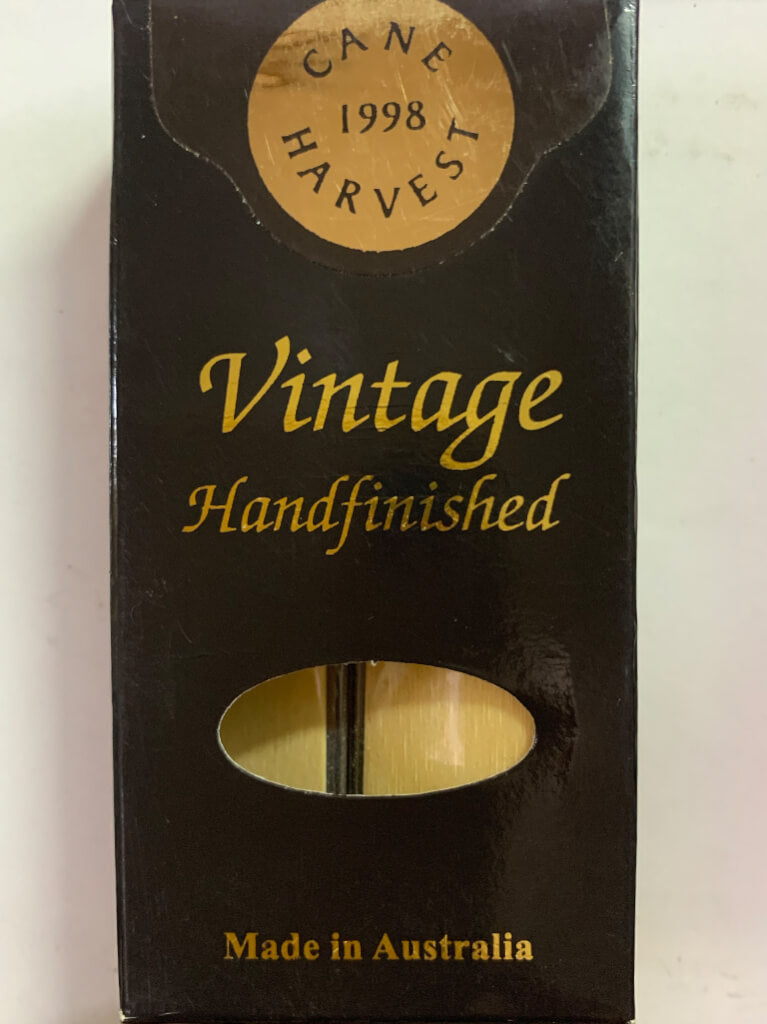 CANE
1998
HARVEST
Vintage
Handfinished
Made in Australia